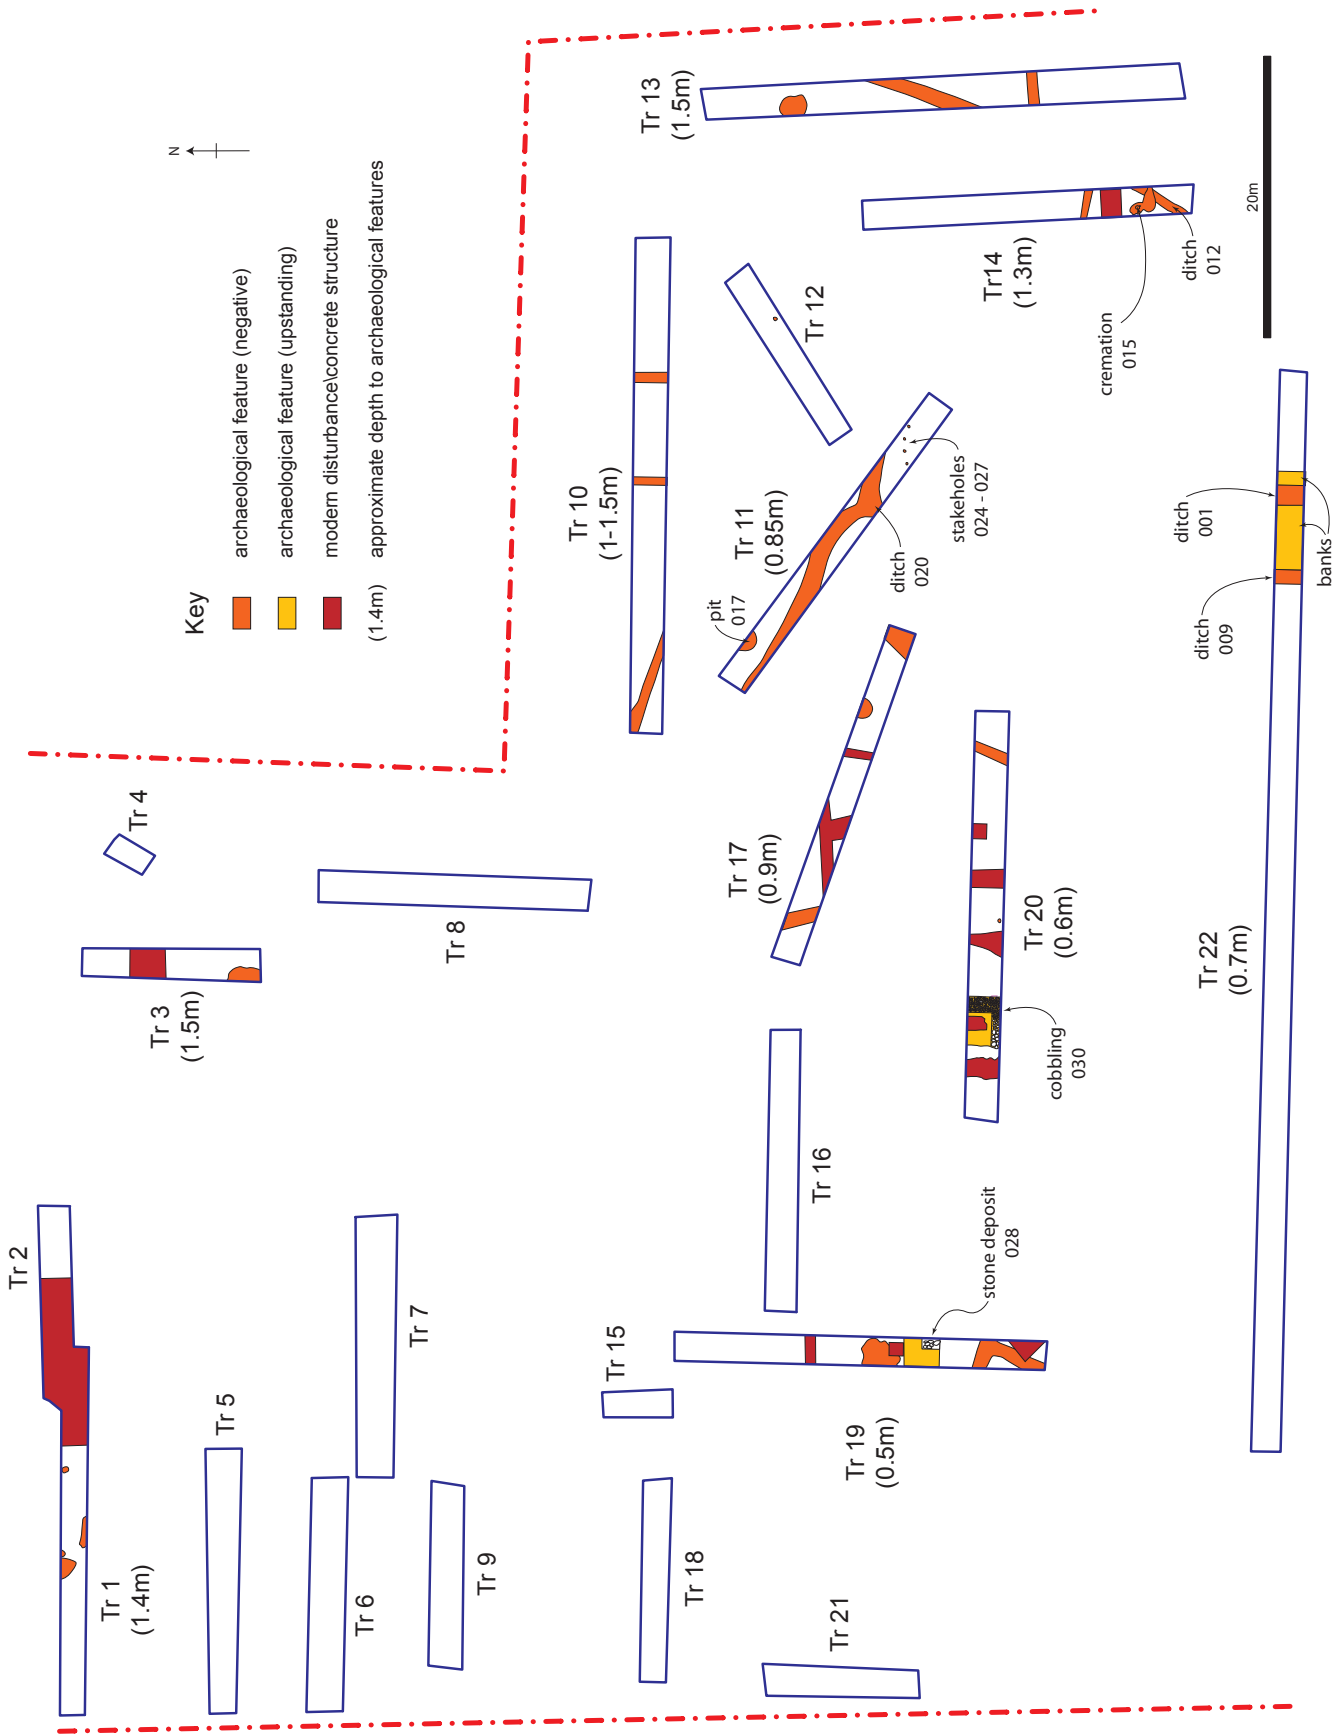 N
Key
archaeological feature (negative)
archaeological feature (upstanding)
modern disturbance\concrete structure
(1.4m) approximate depth to archaeological features
Tr 2
Tr 1
(1.4m)
Tr 3
(1.5m)
Tr 4
Tr 5
Tr 6
Tr 7
Tr 8
Tr 9
Tr 10
(1-1.5m)
Tr 13
(1.5m)
Tr 12
Tr 11
(0.85m)
pit
017
ditch
020
stakeholes
024 - 027
Tr14
(1.3m)
cremation
015
ditch
012
20m
Tr 15
Tr 16
Tr 17
(0.9m)
Tr 18
Tr 19
(0.5m)
stone deposit
028
Tr 20
(0.6m)
cobbling
030
Tr 21
Tr 22
(0.7m)
ditch
009
ditch
001
banks